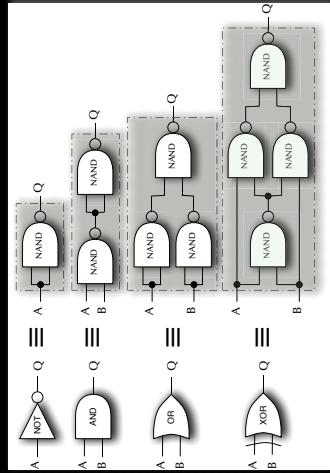 A NOT Q ≡ A NAND Q
A
B AND Q ≡ A
B NAND NAND Q
A
B OR Q ≡ A
B NAND
NAND NAND Q
A
B XOR Q ≡ A
B NAND NAND
NAND NAND Q